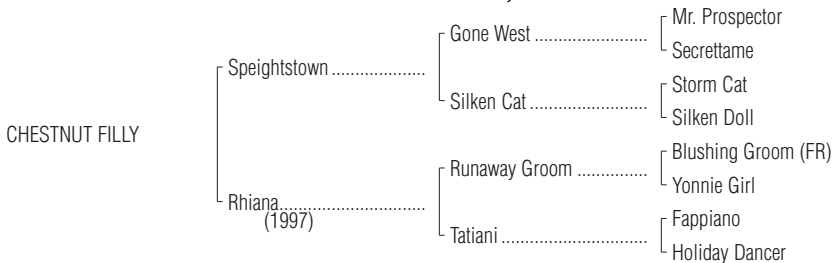 Mr. Prospector
Gone West ........................
Secrettame
Speightstown ....................
Storm Cat
Silken Cat .........................
Silken Doll
CHESTNUT FILLY
Blushing Groom (FR)
Runaway Groom ...............
Yonnie Girl
Rhiana...............................
(1997)
Fappiano
Tatiani ...............................
Holiday Dancer